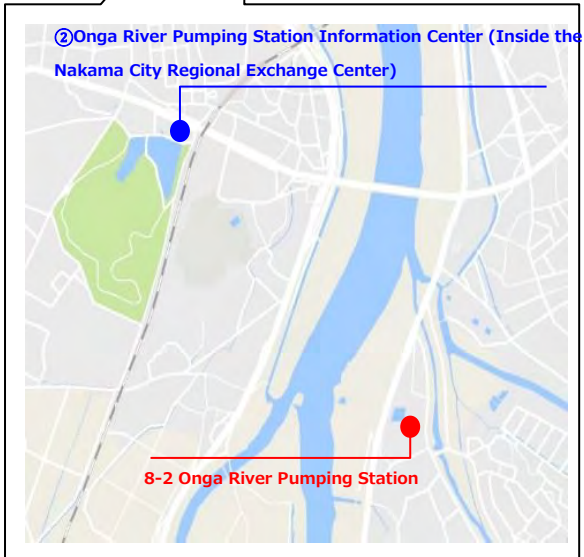 ②Onga River Pumping Station Information Center (Inside the
Nakama City Regional Exchange Center)
8-2 Onga River Pumping Station